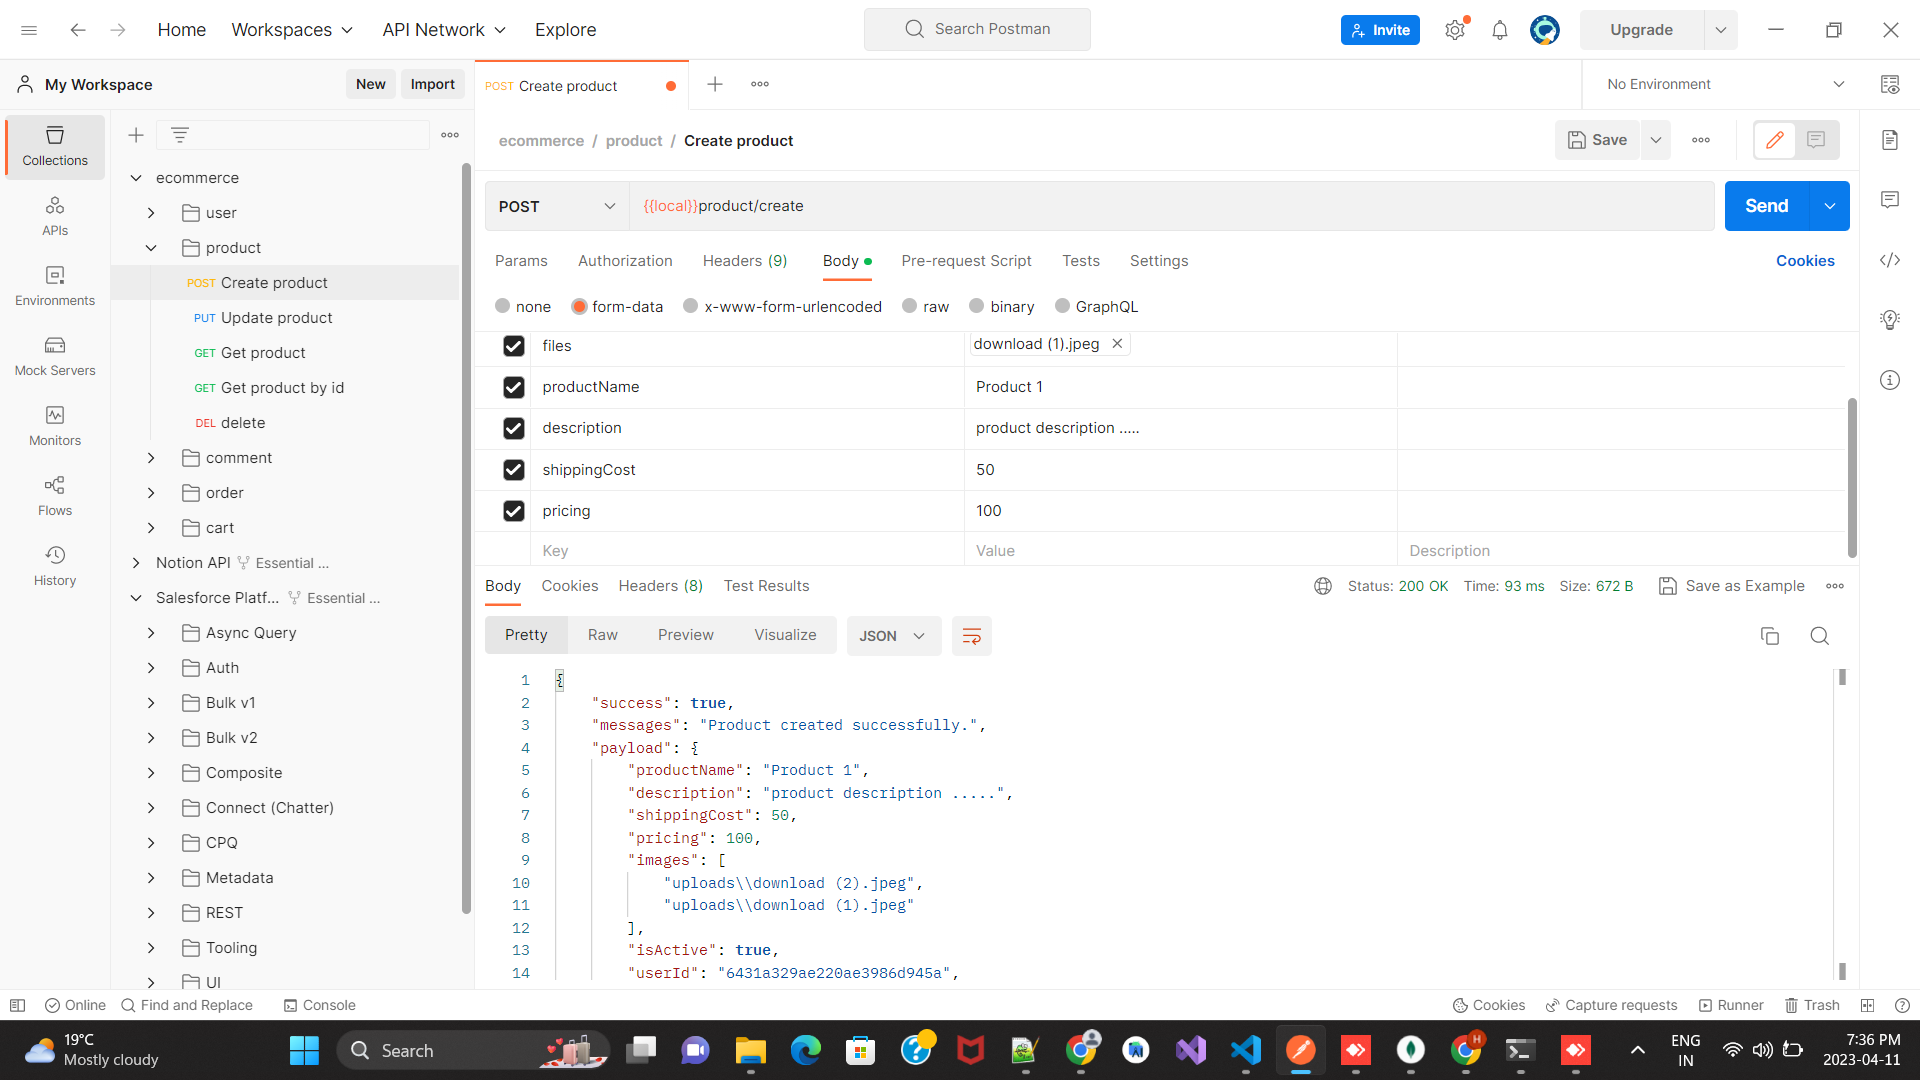 Home
Workspaces
API Network
Explore
Search Postman
Invite
Upgrade
My Workspace
New
Import
POST Create product
No Environment
Collections
APIs
Environments
Mock Servers
Monitors
Flows
History
ecommerce
user
product
POST Create product
PUT Update product
GET Get product
GET Get product by id
DEL delete
comment
order
cart
Notion API Essential ...
Salesforce Platf... Essential ...
Async Query
Auth
Bulk v1
Bulk v2
Composite
Connect (Chatter)
CPQ
Metadata
REST
Tooling
UI
ecommerce / product / Create product
Save
POST
{{local}}product/create
Send
Params
Authorization
Headers (9)
Body
Pre-request Script
Tests
Settings
Cookies
none
form-data
x-www-form-urlencoded
raw
binary
GraphQL
files download (1).jpeg
productName Product 1
description product description .....
shippingCost 50
pricing 100
Key Value Description
Body
Cookies
Headers (8)
Test Results
Status: 200 OK
Time: 93 ms
Size: 672 B
Save as Example
Pretty
Raw
Preview
Visualize
JSON
1 {
2 "success": true,
3 "messages": "Product created successfully.",
4 "payload": {
5 "productName": "Product 1",
6 "description": "product description .....",
7 "shippingCost": 50,
8 "pricing": 100,
9 "images": [
10 "uploads\\download (2).jpeg",
11 "uploads\\download (1).jpeg"
12 ],
13 "isActive": true,
14 "userId": "6431a329ae220ae3986d945a",
Online
Find and Replace
Console
Cookies
Capture requests
Runner
Trash
19°C
Mostly cloudy
Search
H
ENG
IN
7:36 PM
2023-04-11